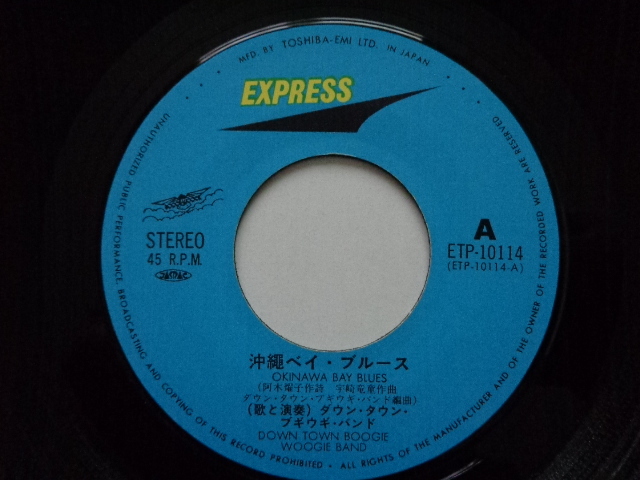 MFD. BY TOSHIBA-EMI LTD. IN JAPAN
EXPRESS
STEREO
45 R.P.M.
JASRAC
A
ETP-10114
(ETP-10114-A)
沖繩ベイ・ブルース
OKINAWA BAY BLUES
(阿木燿子作詩 宇崎竜童作曲
ダウン・タウン・ブギウギ・バンド編曲)
(歌と演奏) ダウン・タウン・
ブギウギ・バンド
DOWN TOWN BOOGIE
WOOGIE BAND
UNAUTHORIZED PUBLIC PERFORMANCE, BROADCASTING AND COPYING OF THIS RECORD PROHIBITED • ALL RIGHTS OF THE MANUFACTURER AND OF THE OWNER OF THE RECORDED WORK ARE RESERVED